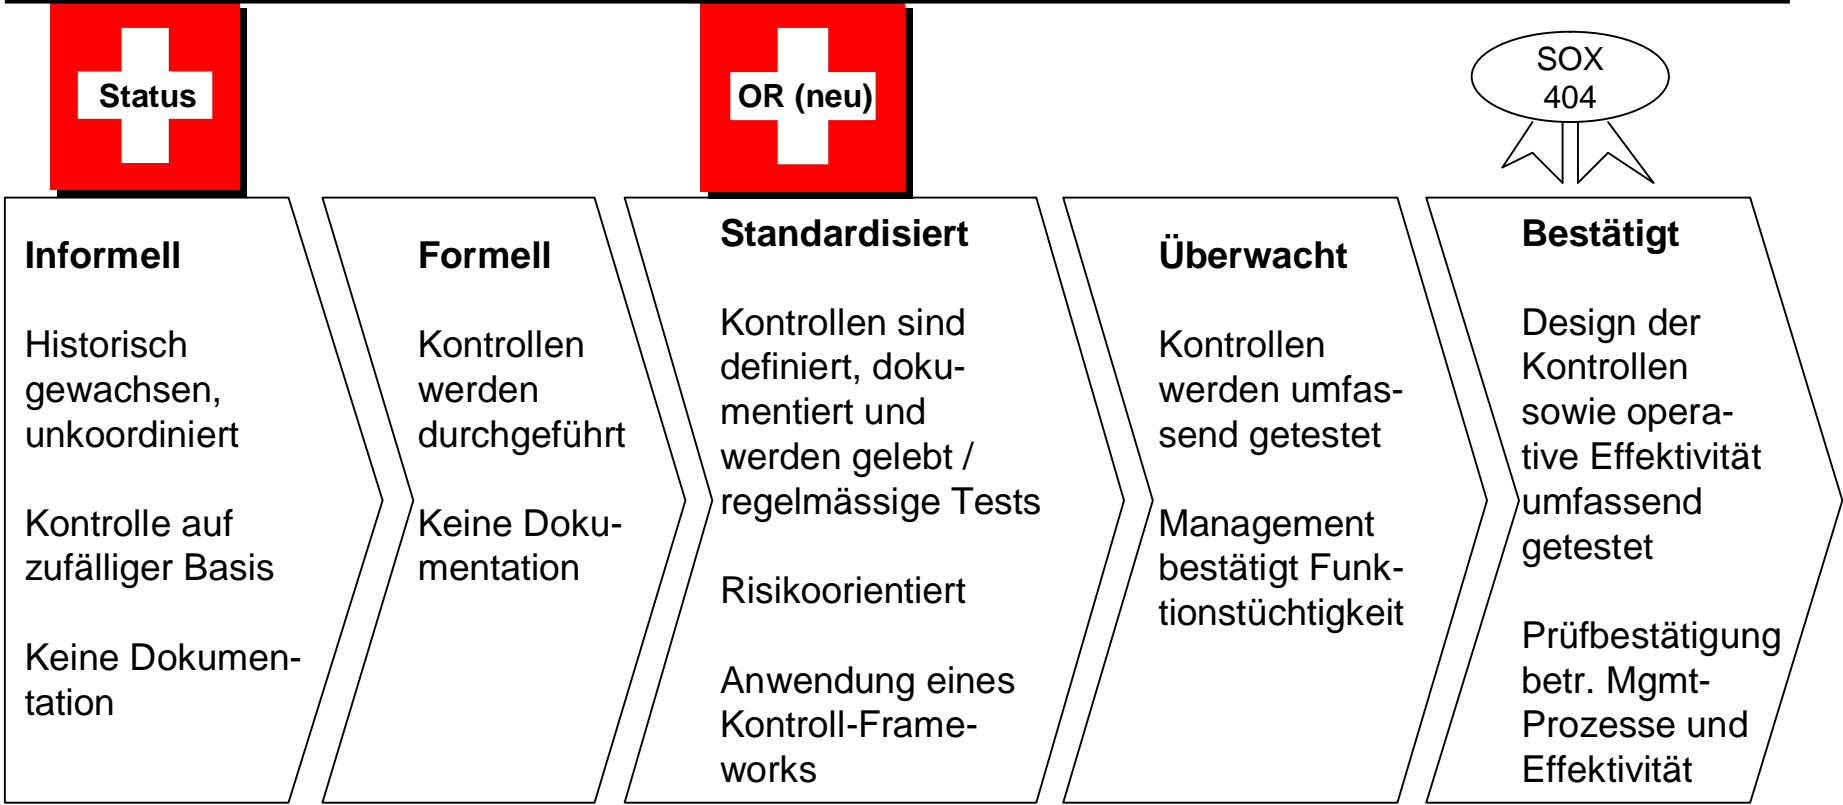 Status
OR (neu)
SOX
404
Informell
Historisch
gewachsen,
unkoordiniert
Kontrolle auf
zufälliger Basis
Keine Dokumen-
tation
Formell
Kontrollen
werden
durchgeführt
Keine Doku-
mentation
Standardisiert
Kontrollen sind
definiert, doku-
mentiert und
werden gelebt /
regelmässige Tests
Risikoorientiert
Anwendung eines
Kontroll-Frame-
works
Überwacht
Kontrollen
werden umfas-
send getestet
Management
bestätigt Funk-
tionstüchtigkeit
Bestätigt
Design der
Kontrollen
sowie opera-
tive Effektivität
umfassend
getestet
Prüfbestätigung
betr. Mgmt-
Prozesse und
Effektivität